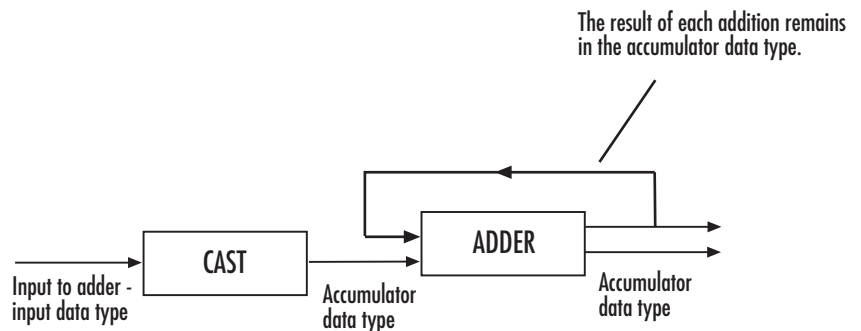 The result of each addition remains
in the accumulator data type.
CAST
ADDER
Input to adder -
input data type
Accumulator
data type
Accumulator
data type